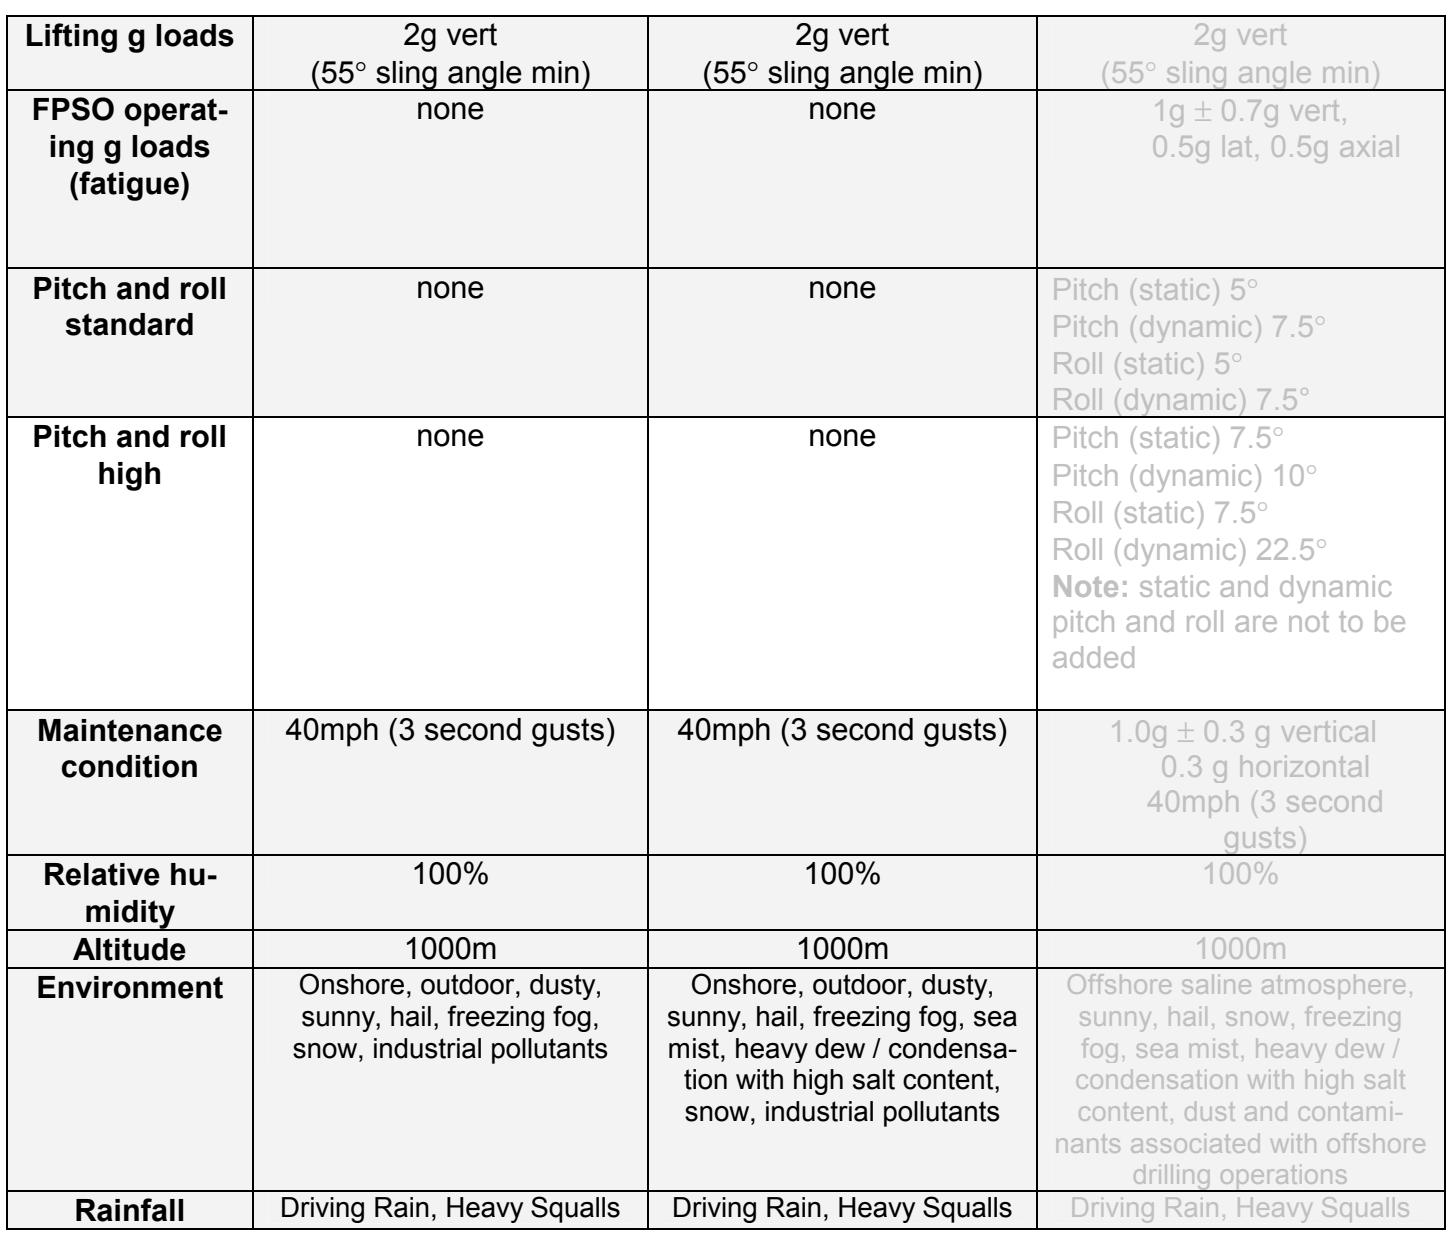 Lifting g loads
2g vert
(55° sling angle min)
2g vert
(55° sling angle min)
2g vert
(55° sling angle min)
FPSO operat-
ing g loads
(fatigue)
none
none
1g ± 0.7g vert,
0.5g lat, 0.5g axial
Pitch and roll
standard
none
none
Pitch (static) 5°
Pitch (dynamic) 7.5°
Roll (static) 5°
Roll (dynamic) 7.5°
Pitch and roll
high
none
none
Pitch (static) 7.5°
Pitch (dynamic) 10°
Roll (static) 7.5°
Roll (dynamic) 22.5°
Note: static and dynamic
pitch and roll are not to be
added
Maintenance
condition
40mph (3 second gusts)
40mph (3 second gusts)
1.0g ± 0.3 g vertical
0.3 g horizontal
40mph (3 second
gusts)
Relative hu-
midity
100%
100%
100%
Altitude
1000m
1000m
1000m
Environment
Onshore, outdoor, dusty,
sunny, hail, freezing fog,
snow, industrial pollutants
Onshore, outdoor, dusty,
sunny, hail, freezing fog, sea
mist, heavy dew / condensa-
tion with high salt content,
snow, industrial pollutants
Offshore saline atmosphere,
sunny, hail, snow, freezing
fog, sea mist, heavy dew /
condensation with high salt
content, dust and contami-
nants associated with offshore
drilling operations
Rainfall
Driving Rain, Heavy Squalls
Driving Rain, Heavy Squalls
Driving Rain, Heavy Squalls